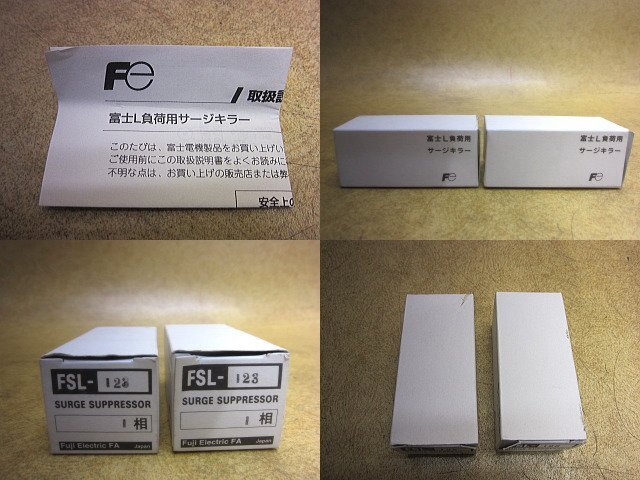 Fe
取扱
富士L負荷用サージキラー
このたびは、富士電機製品をお買い上げい
ご使用前にこの取扱説明書をよくお読みに
不明な点は、お買い上げの販売店または弊
安全上の
富士L負荷用
サージキラー
Fe
富士L負荷用
サージキラー
Fe
FSL-123
SURGE SUPPRESSOR
1相
Fuji Electric FA Japan
FSL-123
SURGE SUPPRESSOR
1相
Fuji Electric FA Japan